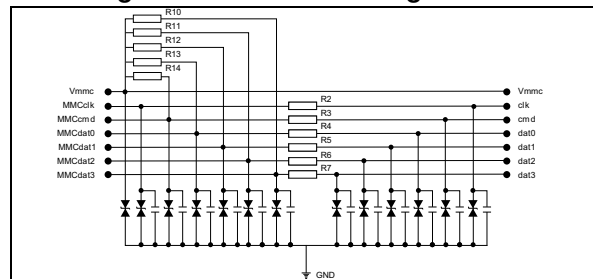 R10
R11
R12
R13
R14
Vmmc Vmmc
MMCclk R2 clk
MMCcmd R3 cmd
MMCdat0 R4 dat0
MMCdat1 R5 dat1
MMCdat2 R6 dat2
MMCdat3 R7 dat3
GND